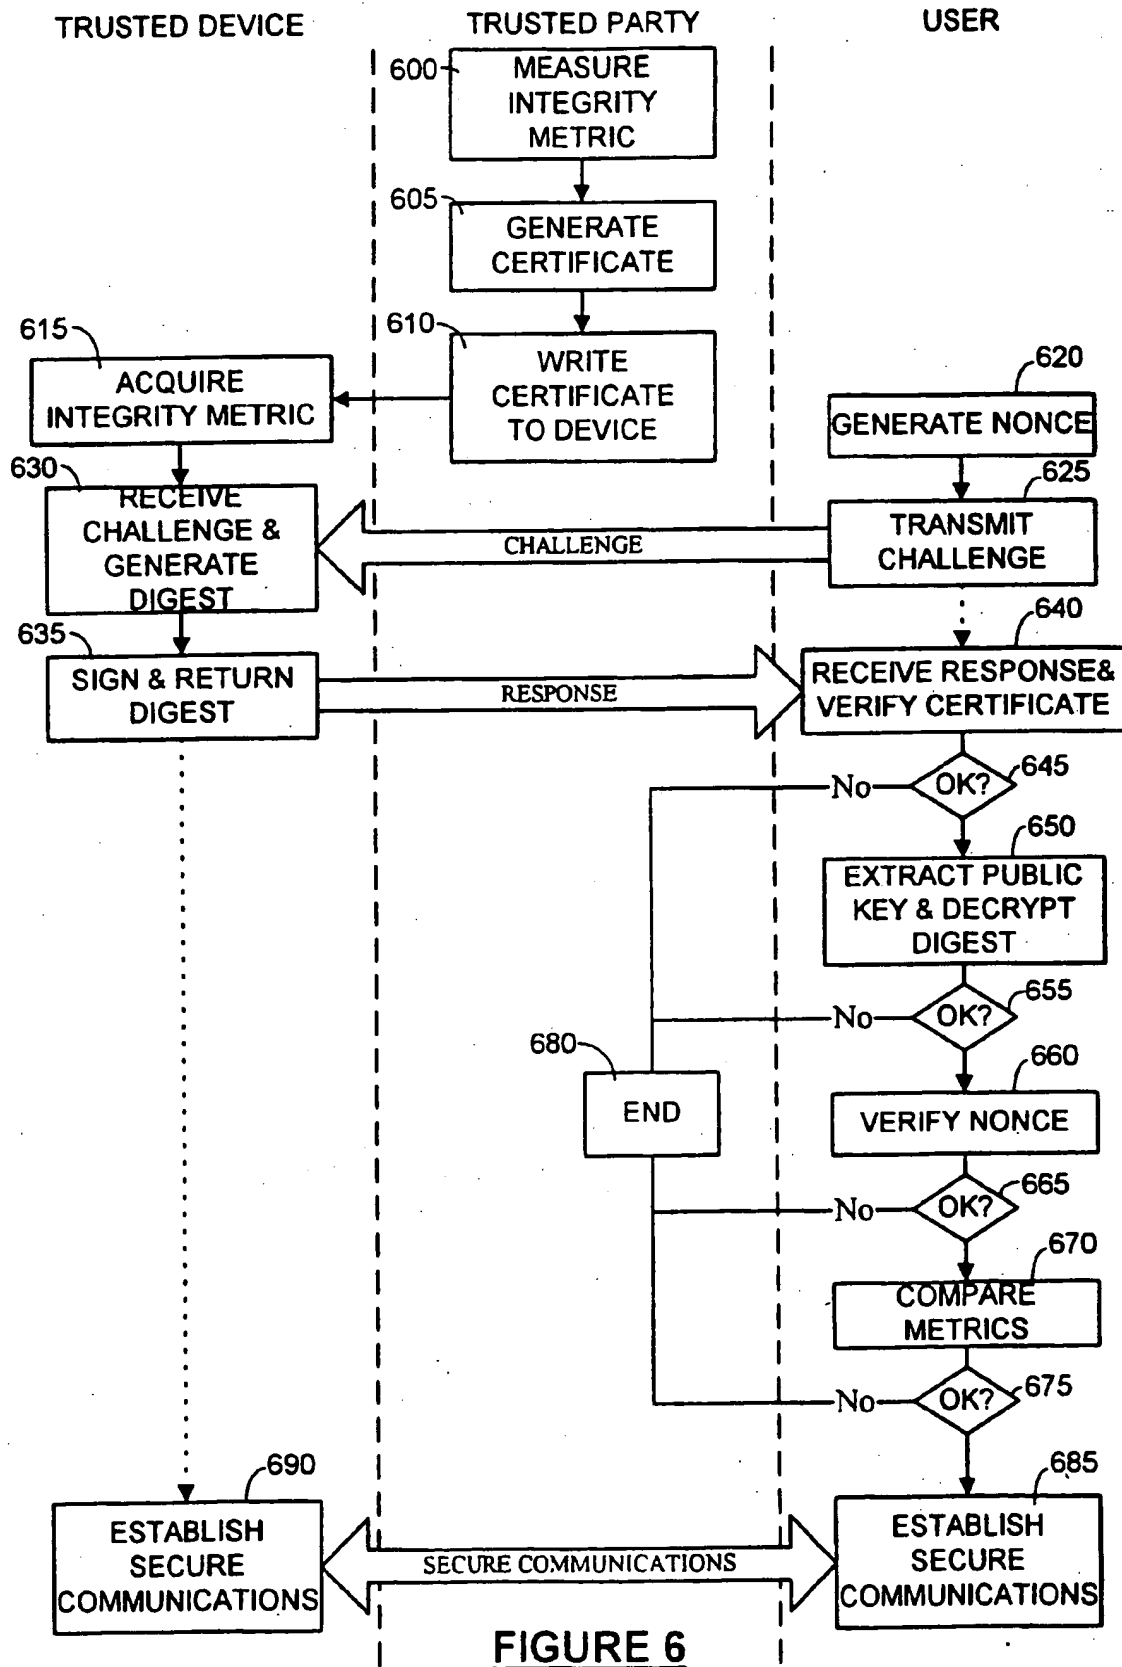 TRUSTED DEVICE
TRUSTED PARTY
USER
600
MEASURE
INTEGRITY
METRIC
605
GENERATE
CERTIFICATE
610
WRITE
CERTIFICATE
TO DEVICE
615
ACQUIRE
INTEGRITY METRIC
620
GENERATE NONCE
625
TRANSMIT
CHALLENGE
CHALLENGE
630
RECEIVE
CHALLENGE &
GENERATE
DIGEST
635
SIGN & RETURN
DIGEST
RESPONSE
640
RECEIVE RESPONSE&
VERIFY CERTIFICATE
OK?
645
No
650
EXTRACT PUBLIC
KEY & DECRYPT
DIGEST
OK?
655
No
680
END
660
VERIFY NONCE
OK?
665
No
670
COMPARE
METRICS
OK?
675
No
690
ESTABLISH
SECURE
COMMUNICATIONS
SECURE COMMUNICATIONS
685
ESTABLISH
SECURE
COMMUNICATIONS
FIGURE 6